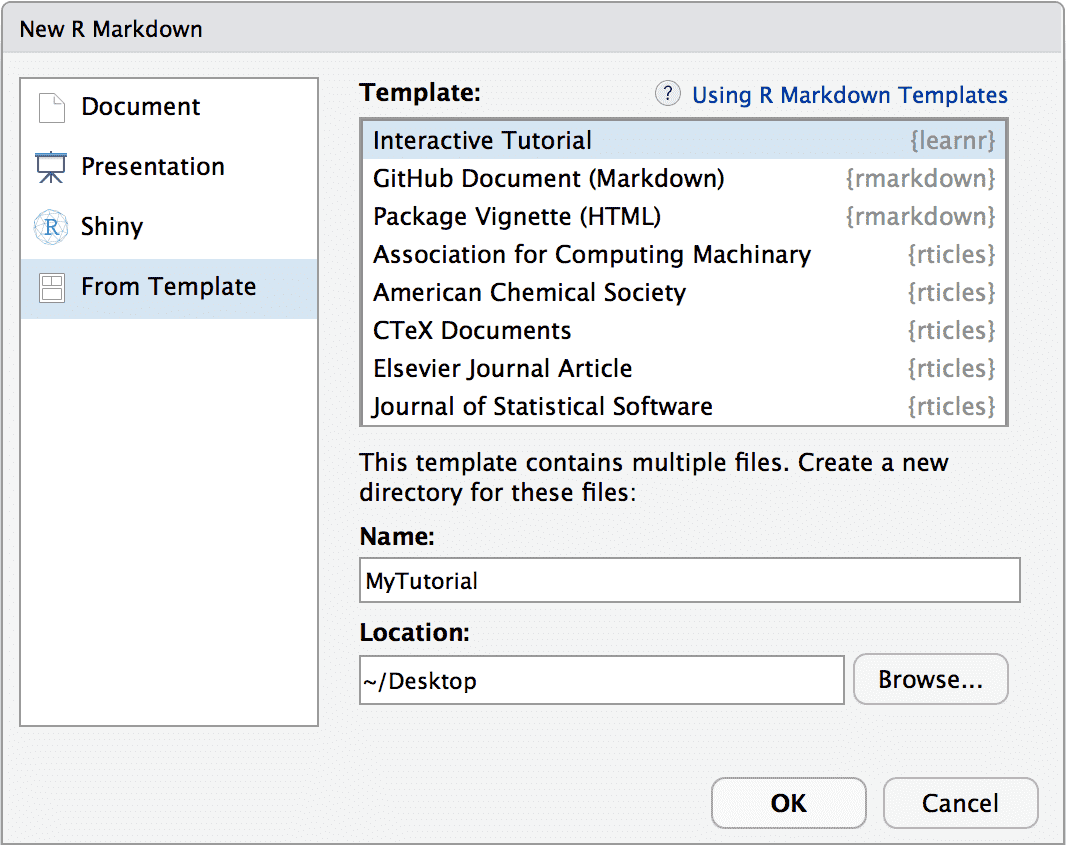 New R Markdown
Document
Presentation
R Shiny
From Template
Template:
? Using R Markdown Templates
Interactive Tutorial {learnr}
GitHub Document (Markdown) {rmarkdown}
Package Vignette (HTML) {rmarkdown}
Association for Computing Machinary {rticles}
American Chemical Society {rticles}
CTeX Documents {rticles}
Elsevier Journal Article {rticles}
Journal of Statistical Software {rticles}
This template contains multiple files. Create a new
directory for these files:
Name:
MyTutorial
Location:
~/Desktop
Browse...
OK
Cancel